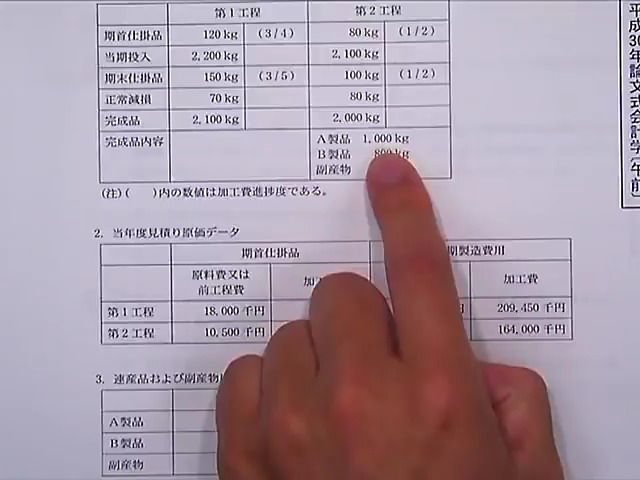 第1工程 第2工程
期首仕掛品 120 kg (3/4) 80 kg (1/2)
当期投入 2,200 kg 2,100 kg
期末仕掛品 150 kg (3/5) 100 kg (1/2)
正常減損 70 kg 80 kg
完成品 2,100 kg 2,000 kg
完成品内容 A製品 1,000 kg
B製品 800 kg
副産物
(注)( )内の数値は加工費進捗度である。
2. 当年度見積り原価データ
期首仕掛品 期製造費用
原料費又は
前工程費 加工 加工費
第1工程 18,000 千円 円 209,450 千円
第2工程 10,500 千円 164,000 千円
3. 連産品および副産物
A製品
B製品
副産物
平成30年論文式会計学〔午前〕